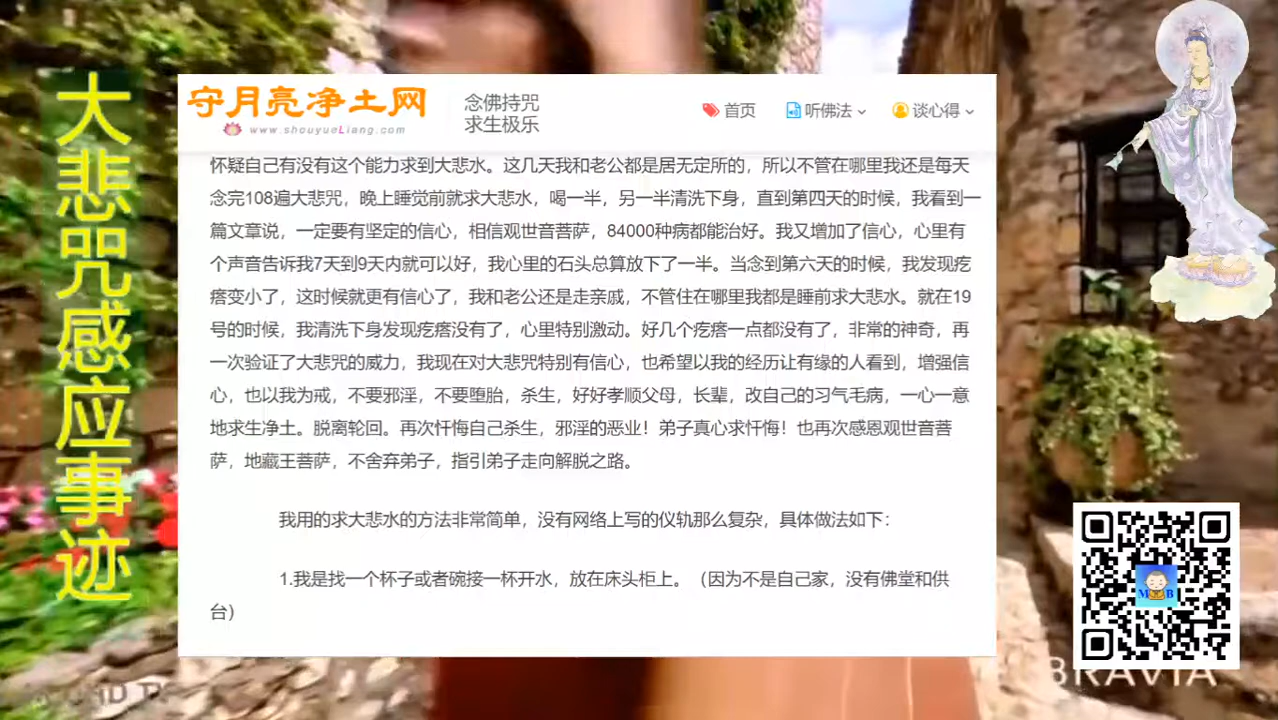 大悲咒感应事迹
守月亮净土网
www.shouyueLiang.com
念佛持咒
求生极乐
首页
听佛法
谈心得
怀疑自己有没有这个能力求到大悲水。这几天我和老公都是居无定所的，所以不管在哪里我还是每天
念完108遍大悲咒，晚上睡觉前就求大悲水，喝一半，另一半清洗下身，直到第四天的时候，我看到一
篇文章说，一定要有坚定的信心，相信观世音菩萨，84000种病都能治好。我又增加了信心，心里有
个声音告诉我7天到9天内就可以好，我心里的石头总算放下了一半。当念到第六天的时候，我发现疙
瘩变小了，这时候就更有信心了，我和老公还是走亲戚，不管住在哪里我都是睡前求大悲水。就在19
号的时候，我清洗下身发现疙瘩没有了，心里特别激动。好几个疙瘩一点都没有了，非常的神奇，再
一次验证了大悲咒的威力，我现在对大悲咒特别有信心，也希望以我的经历让有缘的人看到，增强信
心，也以我为戒，不要邪淫，不要堕胎，杀生，好好孝顺父母，长辈，改自己的习气毛病，一心一意
地求生净土。脱离轮回。再次忏悔自己杀生，邪淫的恶业！弟子真心求忏悔！也再次感恩观世音菩
萨，地藏王菩萨，不舍弃弟子，指引弟子走向解脱之路。
我用的求大悲水的方法非常简单，没有网络上写的仪轨那么复杂，具体做法如下：
1.我是找一个杯子或者碗接一杯开水，放在床头柜上。（因为不是自己家，没有佛堂和供
台）
M B
BRAVIA